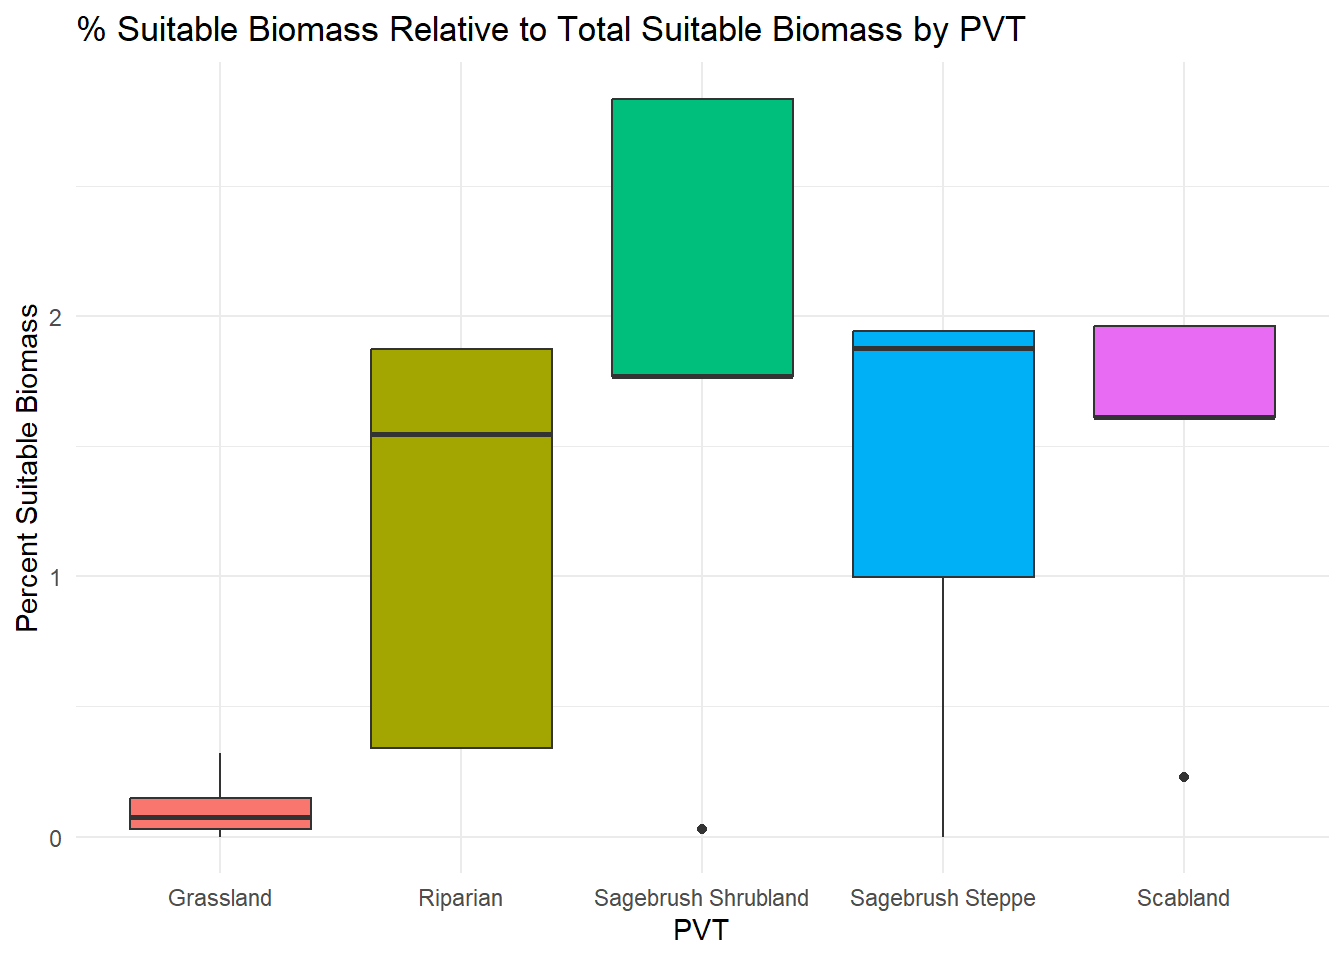 % Suitable Biomass Relative to Total Suitable Biomass by PVT
Percent Suitable Biomass
2
1
0
Grassland
Riparian
Sagebrush Shrubland
Sagebrush Steppe
Scabland
PVT